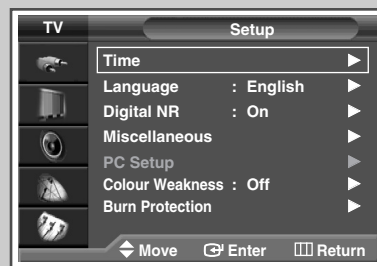 TV Setup
Time
Language : English
Digital NR : On
Miscellaneous
PC Setup
Colour Weakness : Off
Burn Protection
Move Enter Return